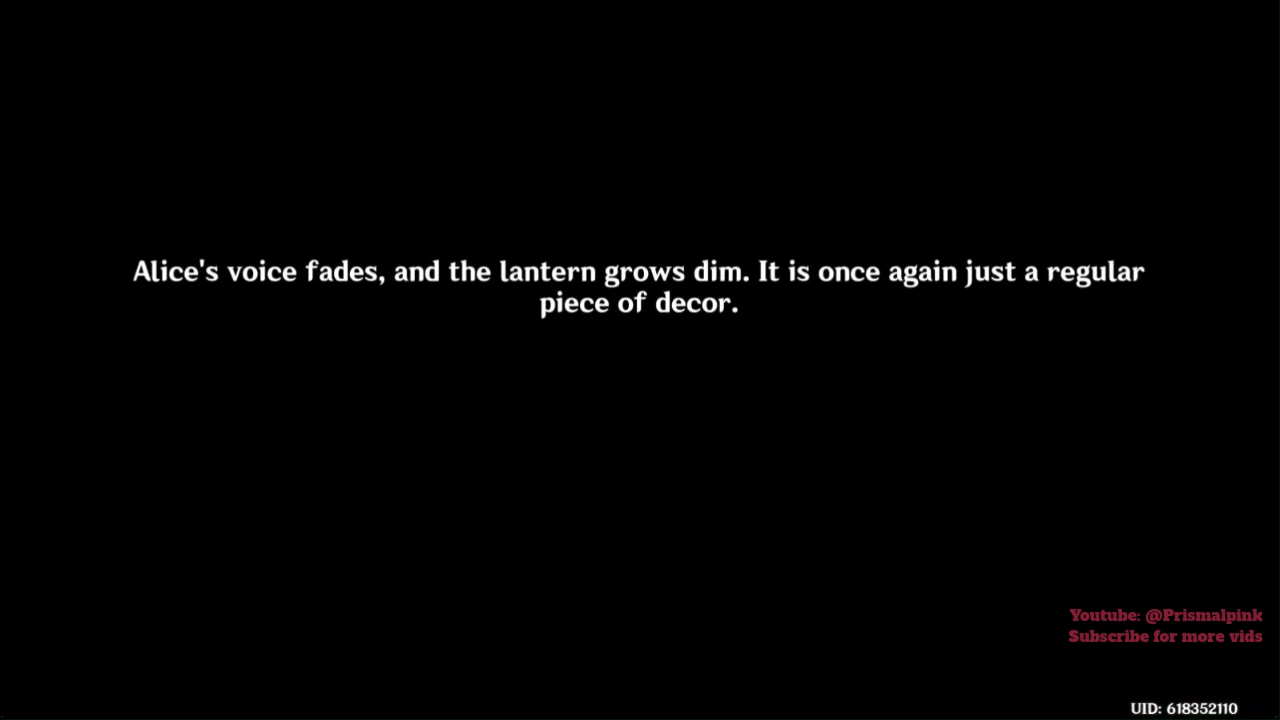 Alice's voice fades, and the lantern grows dim. It is once again just a regular
piece of decor.
Youtube: @Prismalpink
Subscribe for more vids
UID: 618352110